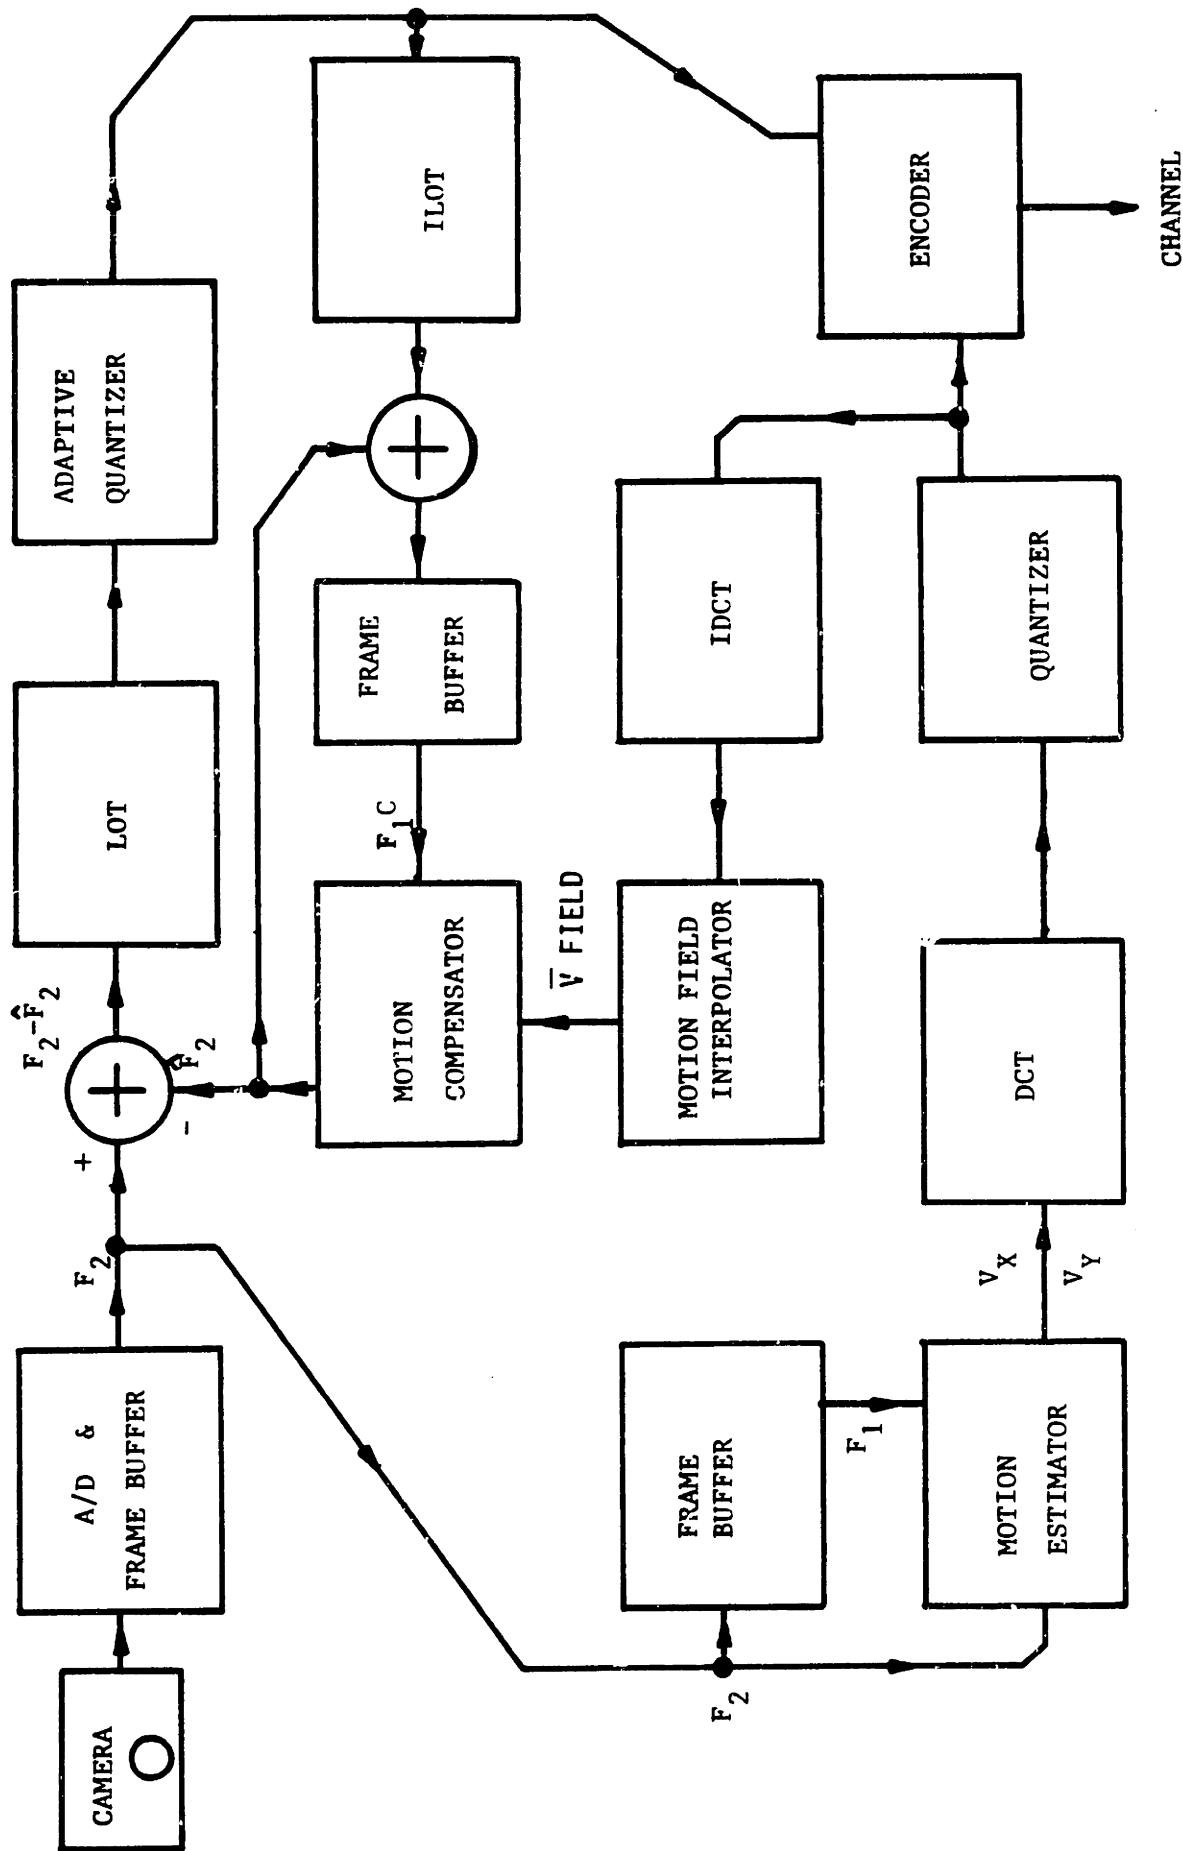 CAMERA
A/D &
FRAME BUFFER
F2
+
-
F̂2
F2-F̂2
LOT
ADAPTIVE
QUANTIZER
MOTION
COMPENSATOR
F1C
FRAME
BUFFER
ILOT
V̅ FIELD
MOTION FIELD
INTERPOLATOR
IDCT
F2
FRAME
BUFFER
F1
MOTION
ESTIMATOR
VX
VY
DCT
QUANTIZER
ENCODER
CHANNEL